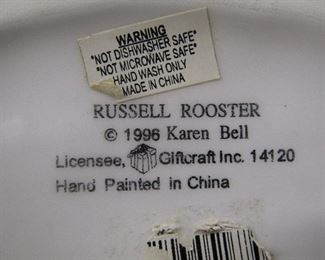 WARNING
"NOT DISHWASHER SAFE"
"NOT MICROWAVE SAFE"
HAND WASH ONLY
MADE IN CHINA
RUSSELL ROOSTER
© 1996 Karen Bell
Licensee, Giftcraft Inc. 14120
Hand Painted in China